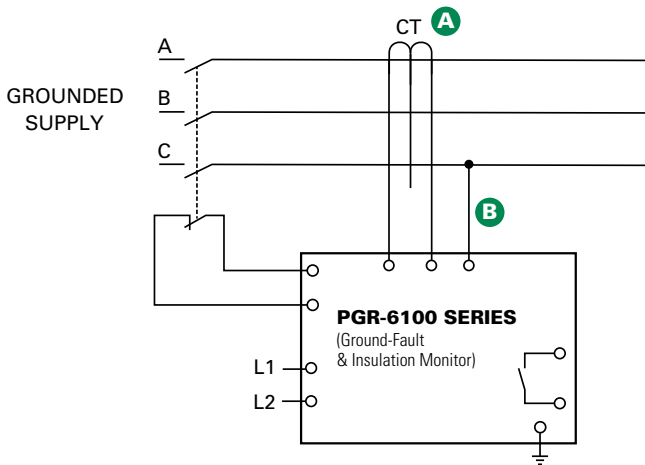 CT A
A
GROUNDED
SUPPLY
B
C
B
PGR-6100 SERIES
(Ground-Fault
& Insulation Monitor)
L1
L2